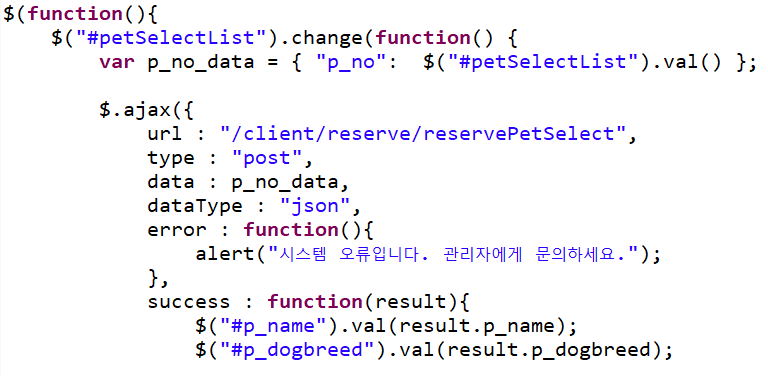 $(function(){
    $("#petSelectList").change(function() {
        var p_no_data = { "p_no":  $("#petSelectList").val() };
        $.ajax({
            url : "/client/reserve/reservePetSelect",
            type : "post",
            data : p_no_data,
            dataType : "json",
            error : function(){
                alert("시스템 오류입니다. 관리자에게 문의하세요.");
            },
            success : function(result){
                $("#p_name").val(result.p_name);
                $("#p_dogbreed").val(result.p_dogbreed);